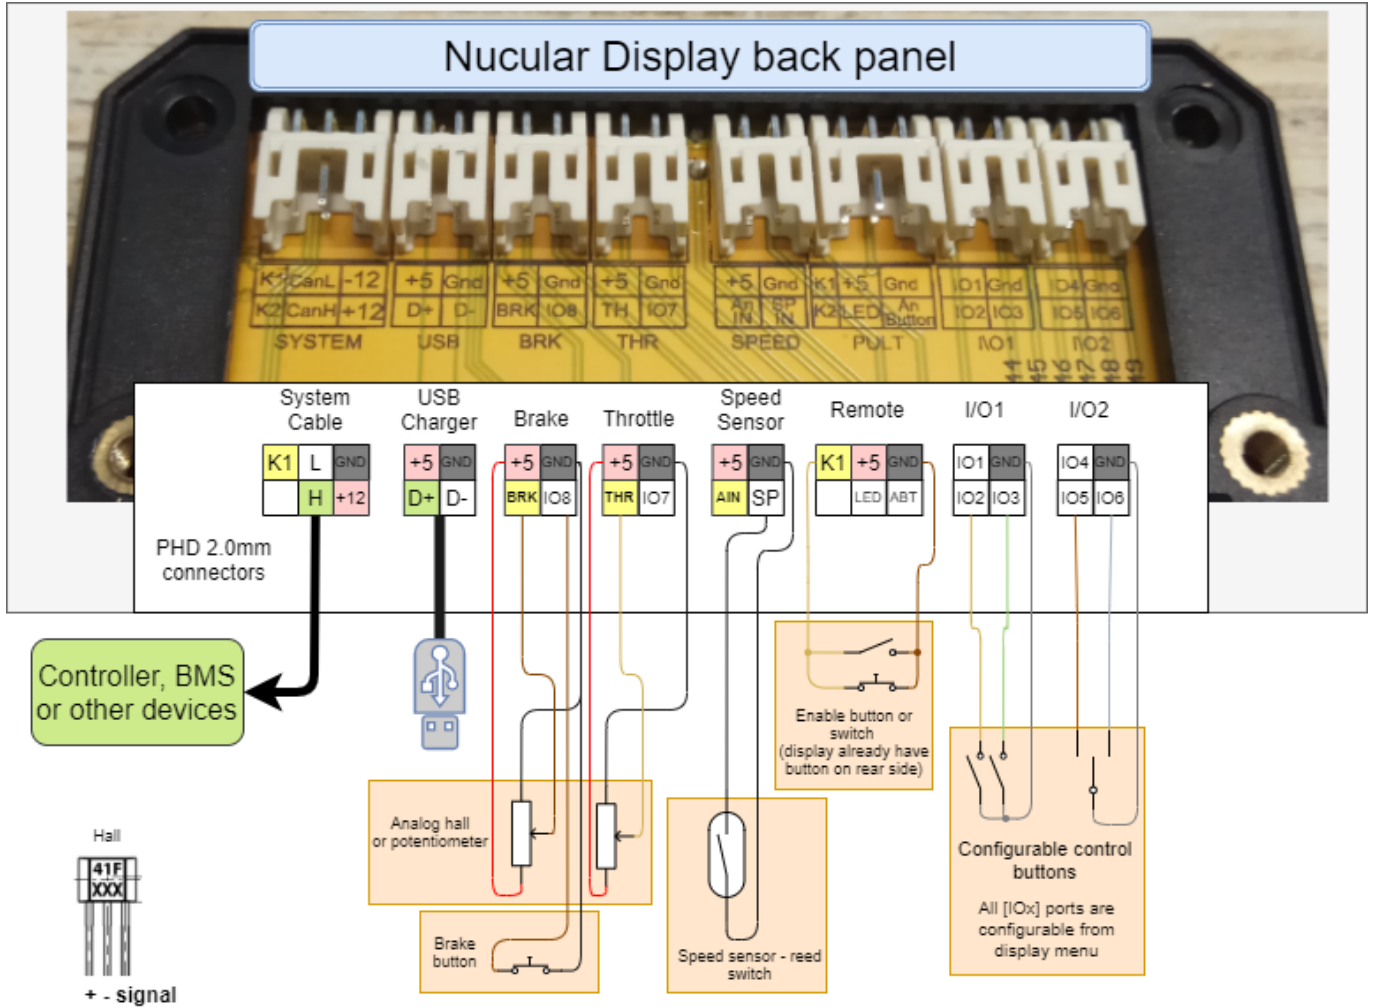 Nucular Display back panel
K1 CanL -12
K2 CanH +12
SYSTEM
+5 Gnd
D+ D-
USB
+5 Gnd
BRK IO8
BRK
+5 Gnd
TH IO7
THR
+5 Gnd
An IN SP IN
SPEED
K1 +5 Gnd
K2 LED An Button
PULT
IO1 Gnd
IO2 IO3
I\O1
IO4 Gnd
IO5 IO6
I\O2
System Cable
K1 L GND
H +12
USB Charger
+5 GND
D+ D-
Brake
+5 GND
BRK IO8
Throttle
+5 GND
THR IO7
Speed Sensor
+5 GND
AIN SP
Remote
K1 +5 GND
LED ABT
I/O1
IO1 GND
IO2 IO3
I/O2
IO4 GND
IO5 IO6
PHD 2.0mm
connectors
Controller, BMS
or other devices
Enable button or
switch
(display already have
button on rear side)
Analog hall
or potentiometer
Brake
button
Speed sensor - reed
switch
Configurable control
buttons
All [IOx] ports are
configurable from
display menu
Hall
41F
XXX
+ - signal